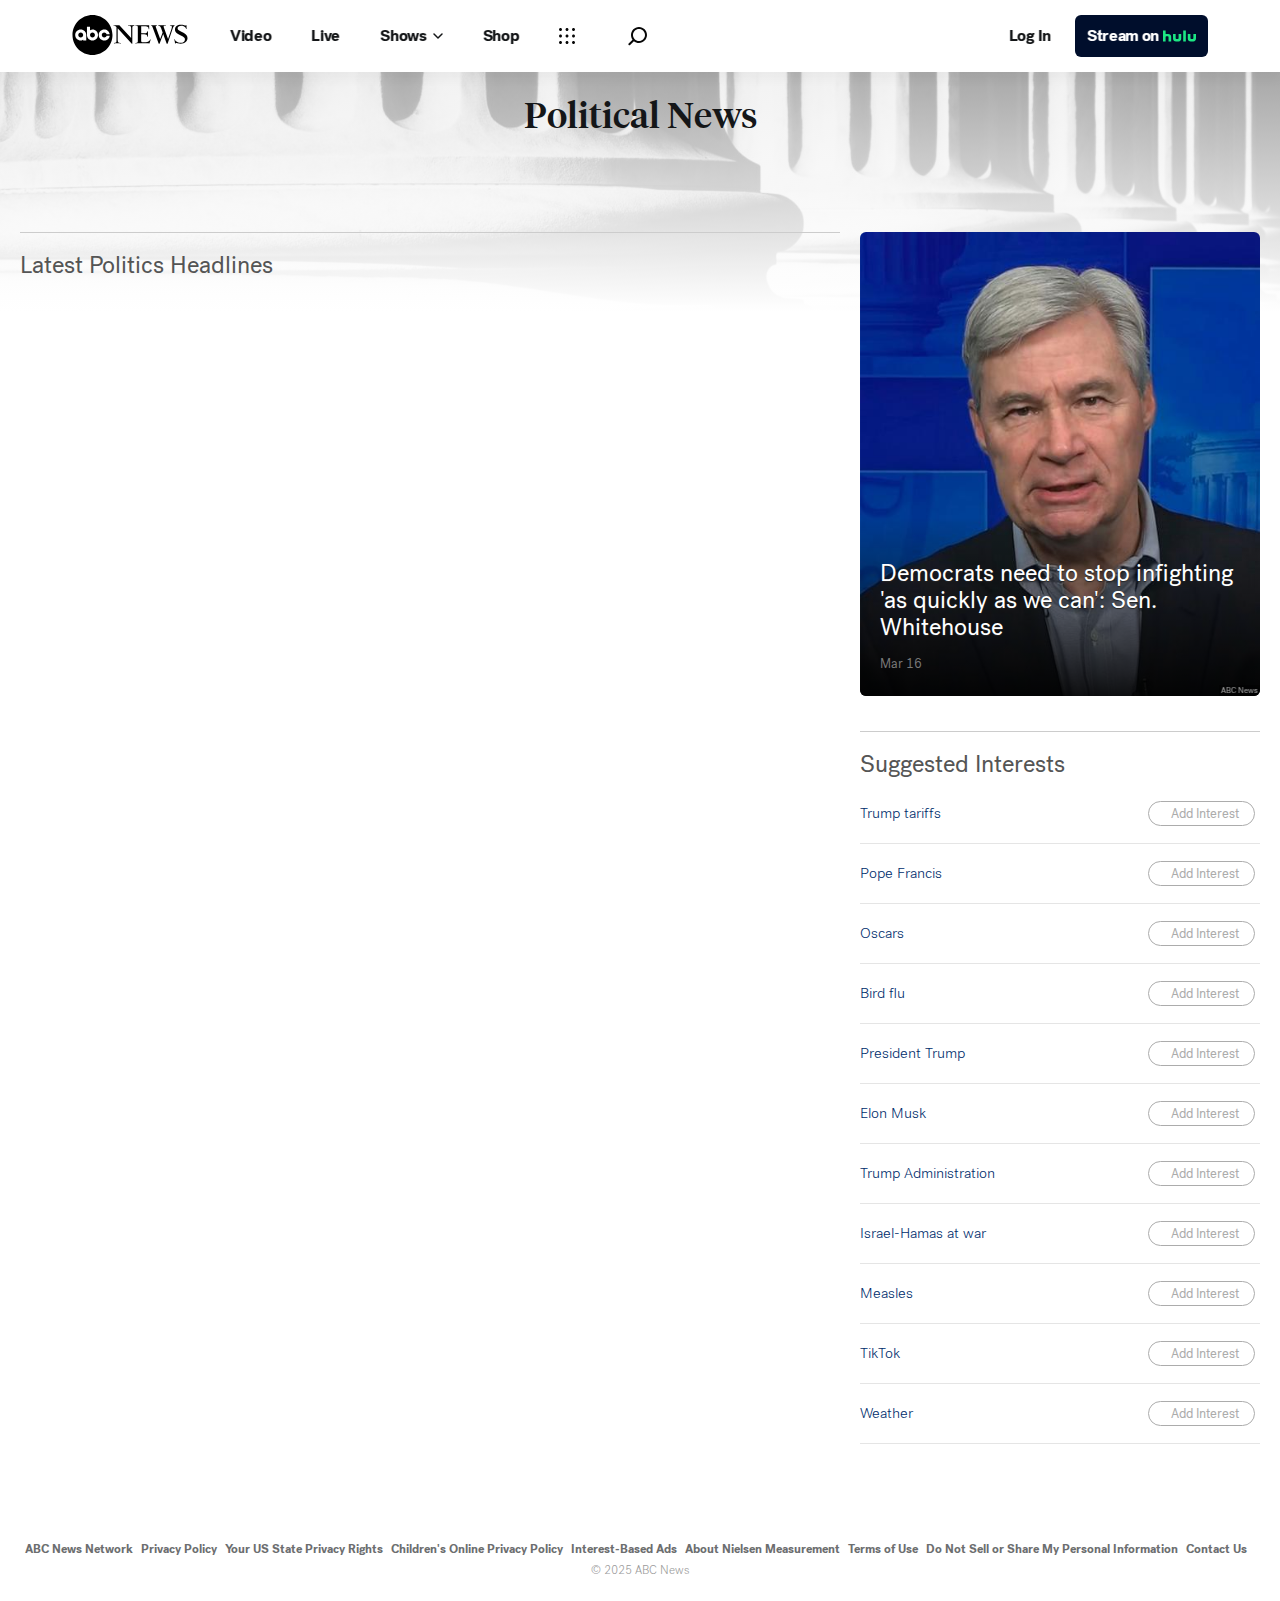 abc NEWS
Video
Live
Shows
Shop
Log In
Stream on hulu
Political News
Latest Politics Headlines
Democrats need to stop infighting
'as quickly as we can': Sen.
Whitehouse
Mar 16
ABC News
Suggested Interests
Trump tariffs
Add Interest
Pope Francis
Add Interest
Oscars
Add Interest
Bird flu
Add Interest
President Trump
Add Interest
Elon Musk
Add Interest
Trump Administration
Add Interest
Israel-Hamas at war
Add Interest
Measles
Add Interest
TikTok
Add Interest
Weather
Add Interest
ABC News Network Privacy Policy Your US State Privacy Rights Children's Online Privacy Policy Interest-Based Ads About Nielsen Measurement Terms of Use Do Not Sell or Share My Personal Information Contact Us
© 2025 ABC News